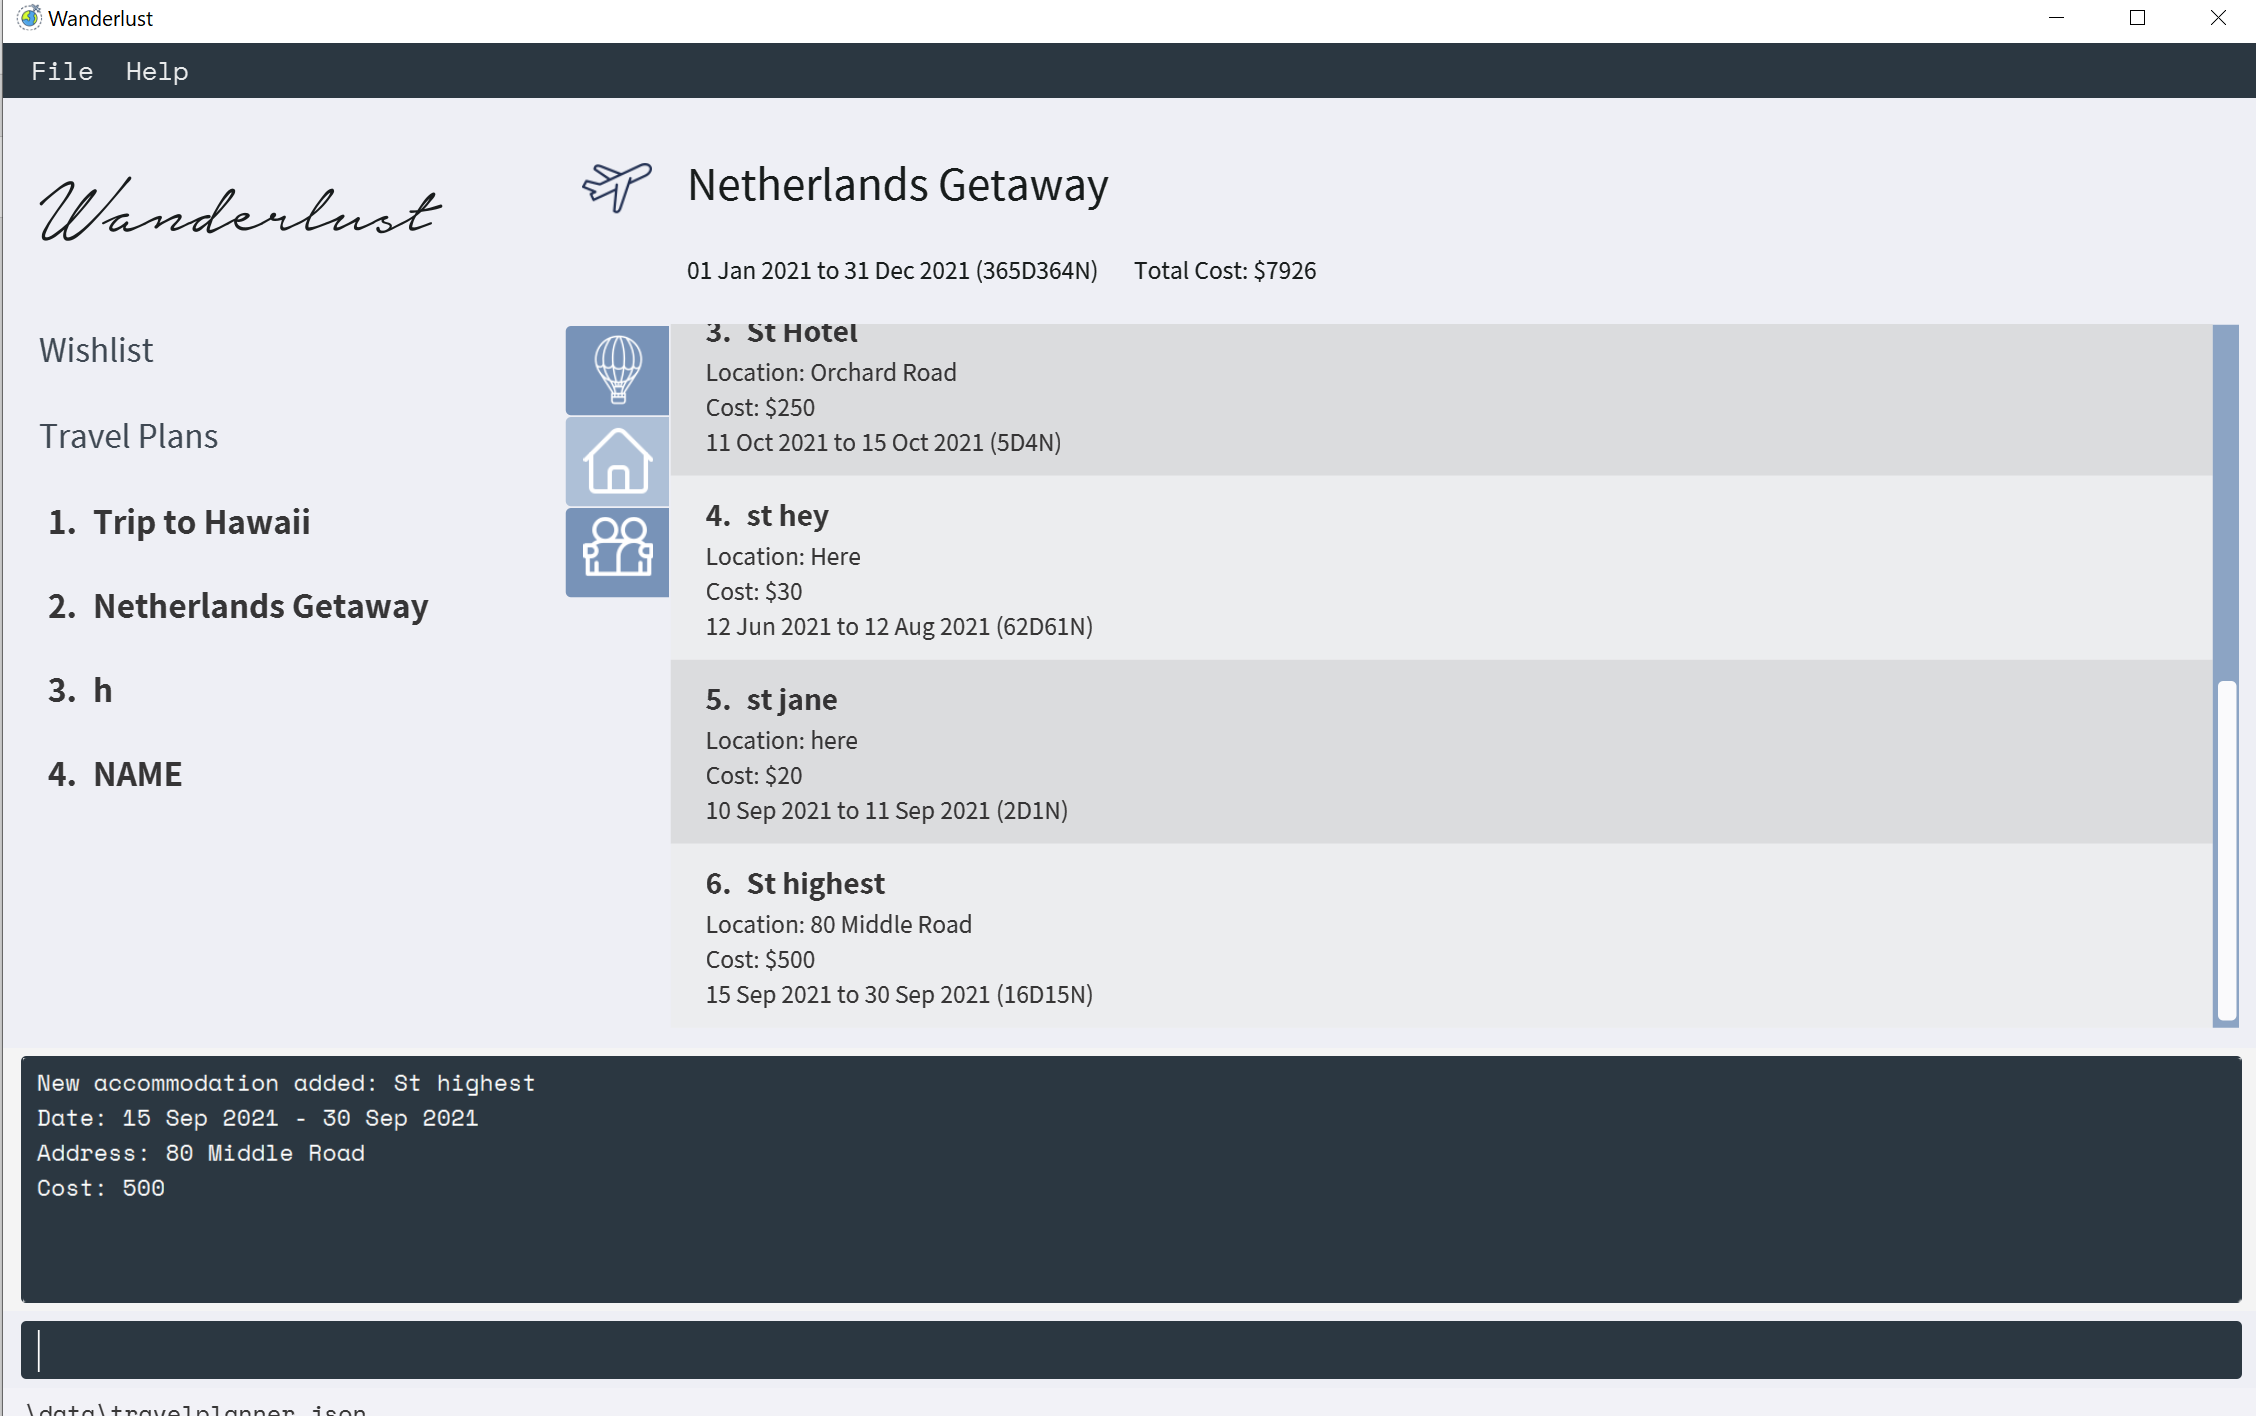 Wanderlust
File Help
Wanderlust
Wishlist
Travel Plans
1. Trip to Hawaii
2. Netherlands Getaway
3. h
4. NAME
Netherlands Getaway
01 Jan 2021 to 31 Dec 2021 (365D364N) Total Cost: $7926
3. St Hotel
Location: Orchard Road
Cost: $250
11 Oct 2021 to 15 Oct 2021 (5D4N)
4. st hey
Location: Here
Cost: $30
12 Jun 2021 to 12 Aug 2021 (62D61N)
5. st jane
Location: here
Cost: $20
10 Sep 2021 to 11 Sep 2021 (2D1N)
6. St highest
Location: 80 Middle Road
Cost: $500
15 Sep 2021 to 30 Sep 2021 (16D15N)
New accommodation added: St highest
Date: 15 Sep 2021 - 30 Sep 2021
Address: 80 Middle Road
Cost: 500
\data\travelplanner.json